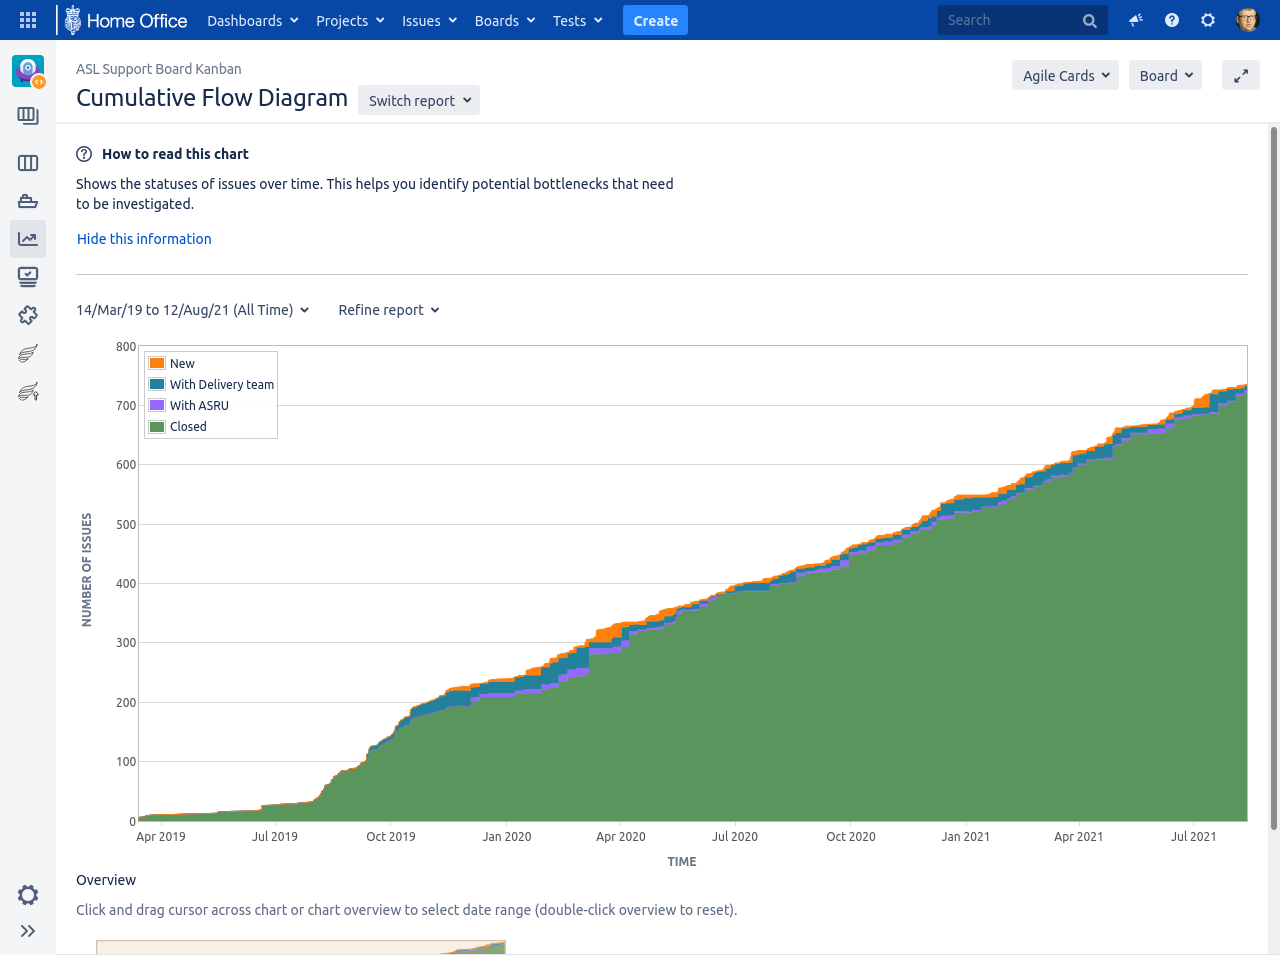 Home Office Dashboards Projects Issues Boards Tests Create Search
ASL Support Board Kanban
Cumulative Flow Diagram Switch report
Agile Cards Board
How to read this chart
Shows the statuses of issues over time. This helps you identify potential bottlenecks that need
to be investigated.
Hide this information
14/Mar/19 to 12/Aug/21 (All Time) Refine report
New
With Delivery team
With ASRU
Closed
800
700
600
500
400
300
200
100
0
NUMBER OF ISSUES
Apr 2019 Jul 2019 Oct 2019 Jan 2020 Apr 2020 Jul 2020 Oct 2020 Jan 2021 Apr 2021 Jul 2021
TIME
Overview
Click and drag cursor across chart or chart overview to select date range (double-click overview to reset).